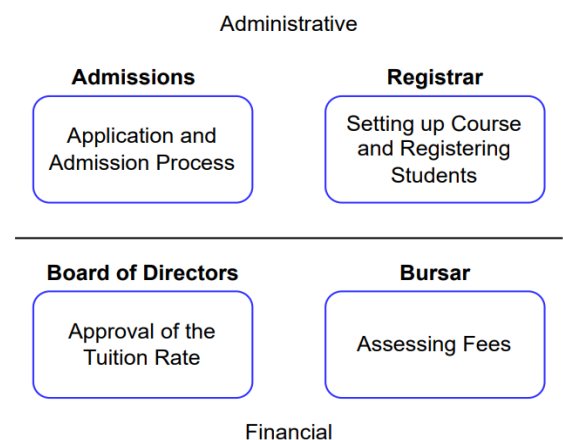 Administrative
Admissions
Registrar
Application and
Admission Process
Setting up Course
and Registering
Students
Board of Directors
Bursar
Approval of the
Tuition Rate
Assessing Fees
Financial